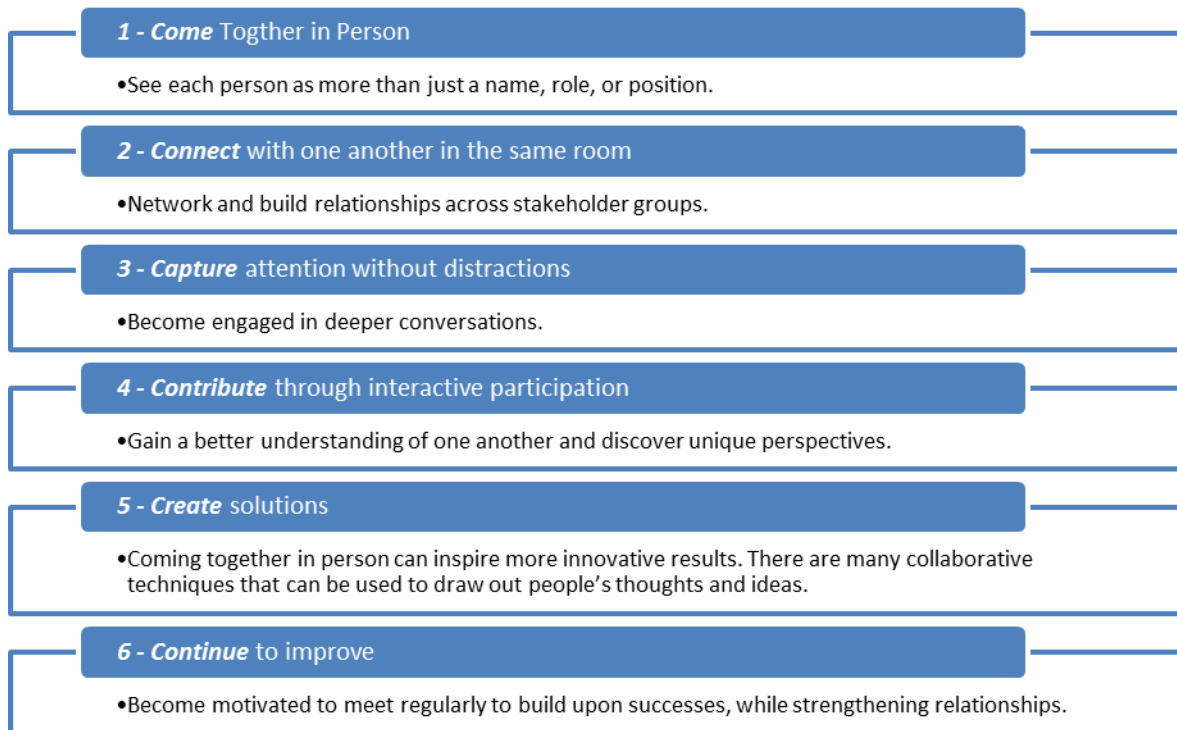 1 - Come Togther in Person
•See each person as more than just a name, role, or position.
2 - Connect with one another in the same room
•Network and build relationships across stakeholder groups.
3 - Capture attention without distractions
•Become engaged in deeper conversations.
4 - Contribute through interactive participation
•Gain a better understanding of one another and discover unique perspectives.
5 - Create solutions
•Coming together in person can inspire more innovative results. There are many collaborative
techniques that can be used to draw out people’s thoughts and ideas.
6 - Continue to improve
•Become motivated to meet regularly to build upon successes, while strengthening relationships.